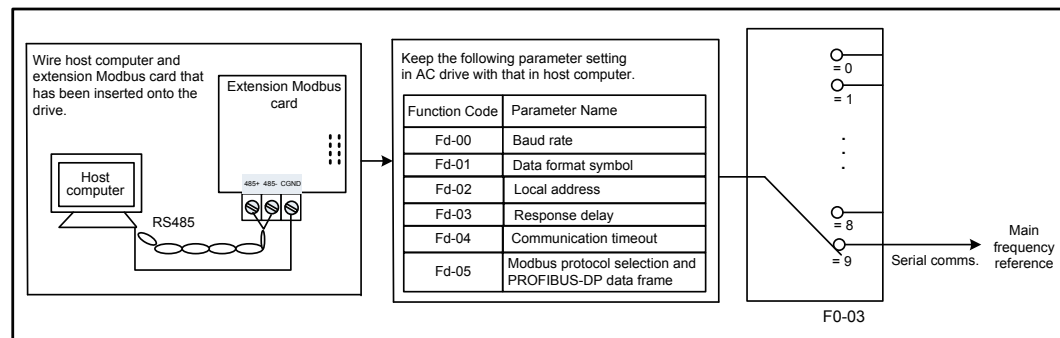 Wire host computer and
extension Modbus card that
has been inserted onto the
drive.
Extension Modbus
card
485+ 485- CGND
Host
computer
RS485
Keep the following parameter setting
in AC drive with that in host computer.
Function Code Parameter Name
Fd-00 Baud rate
Fd-01 Data format symbol
Fd-02 Local address
Fd-03 Response delay
Fd-04 Communication timeout
Fd-05 Modbus protocol selection and
PROFIBUS-DP data frame
= 0
= 1
= 8
= 9
F0-03
Serial comms.
Main
frequency
reference